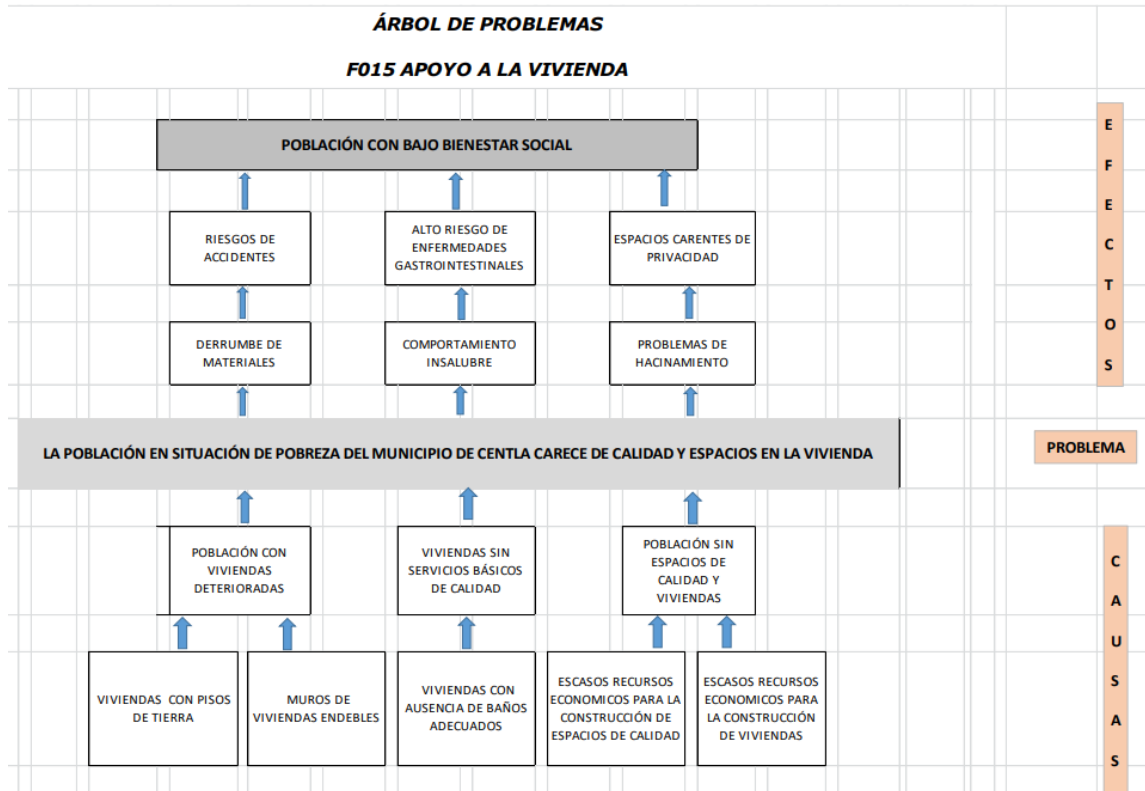 ÁRBOL DE PROBLEMAS
F015 APOYO A LA VIVIENDA
POBLACIÓN CON BAJO BIENESTAR SOCIAL
RIESGOS DE
ACCIDENTES
ALTO RIESGO DE
ENFERMEDADES
GASTROINTESTINALES
ESPACIOS CARENTES DE
PRIVACIDAD
DERRUMBE DE
MATERIALES
COMPORTAMIENTO
INSALUBRE
PROBLEMAS DE
HACINAMIENTO
E
F
E
C
T
O
S
LA POBLACIÓN EN SITUACIÓN DE POBREZA DEL MUNICIPIO DE CENTLA CARECE DE CALIDAD Y ESPACIOS EN LA VIVIENDA
PROBLEMA
POBLACIÓN CON
VIVIENDAS
DETERIORADAS
VIVIENDAS SIN
SERVICIOS BÁSICOS
DE CALIDAD
POBLACIÓN SIN
ESPACIOS DE
CALIDAD Y
VIVIENDAS
VIVIENDAS CON PISOS
DE TIERRA
MUROS DE
VIVIENDAS ENDEBLES
VIVIENDAS CON
AUSENCIA DE BAÑOS
ADECUADOS
ESCASOS RECURSOS
ECONOMICOS PARA LA
CONSTRUCCIÓN DE
ESPACIOS DE CALIDAD
ESCASOS RECURSOS
ECONOMICOS PARA
LA CONSTRUCCIÓN
DE VIVIENDAS
C
A
U
S
A
S